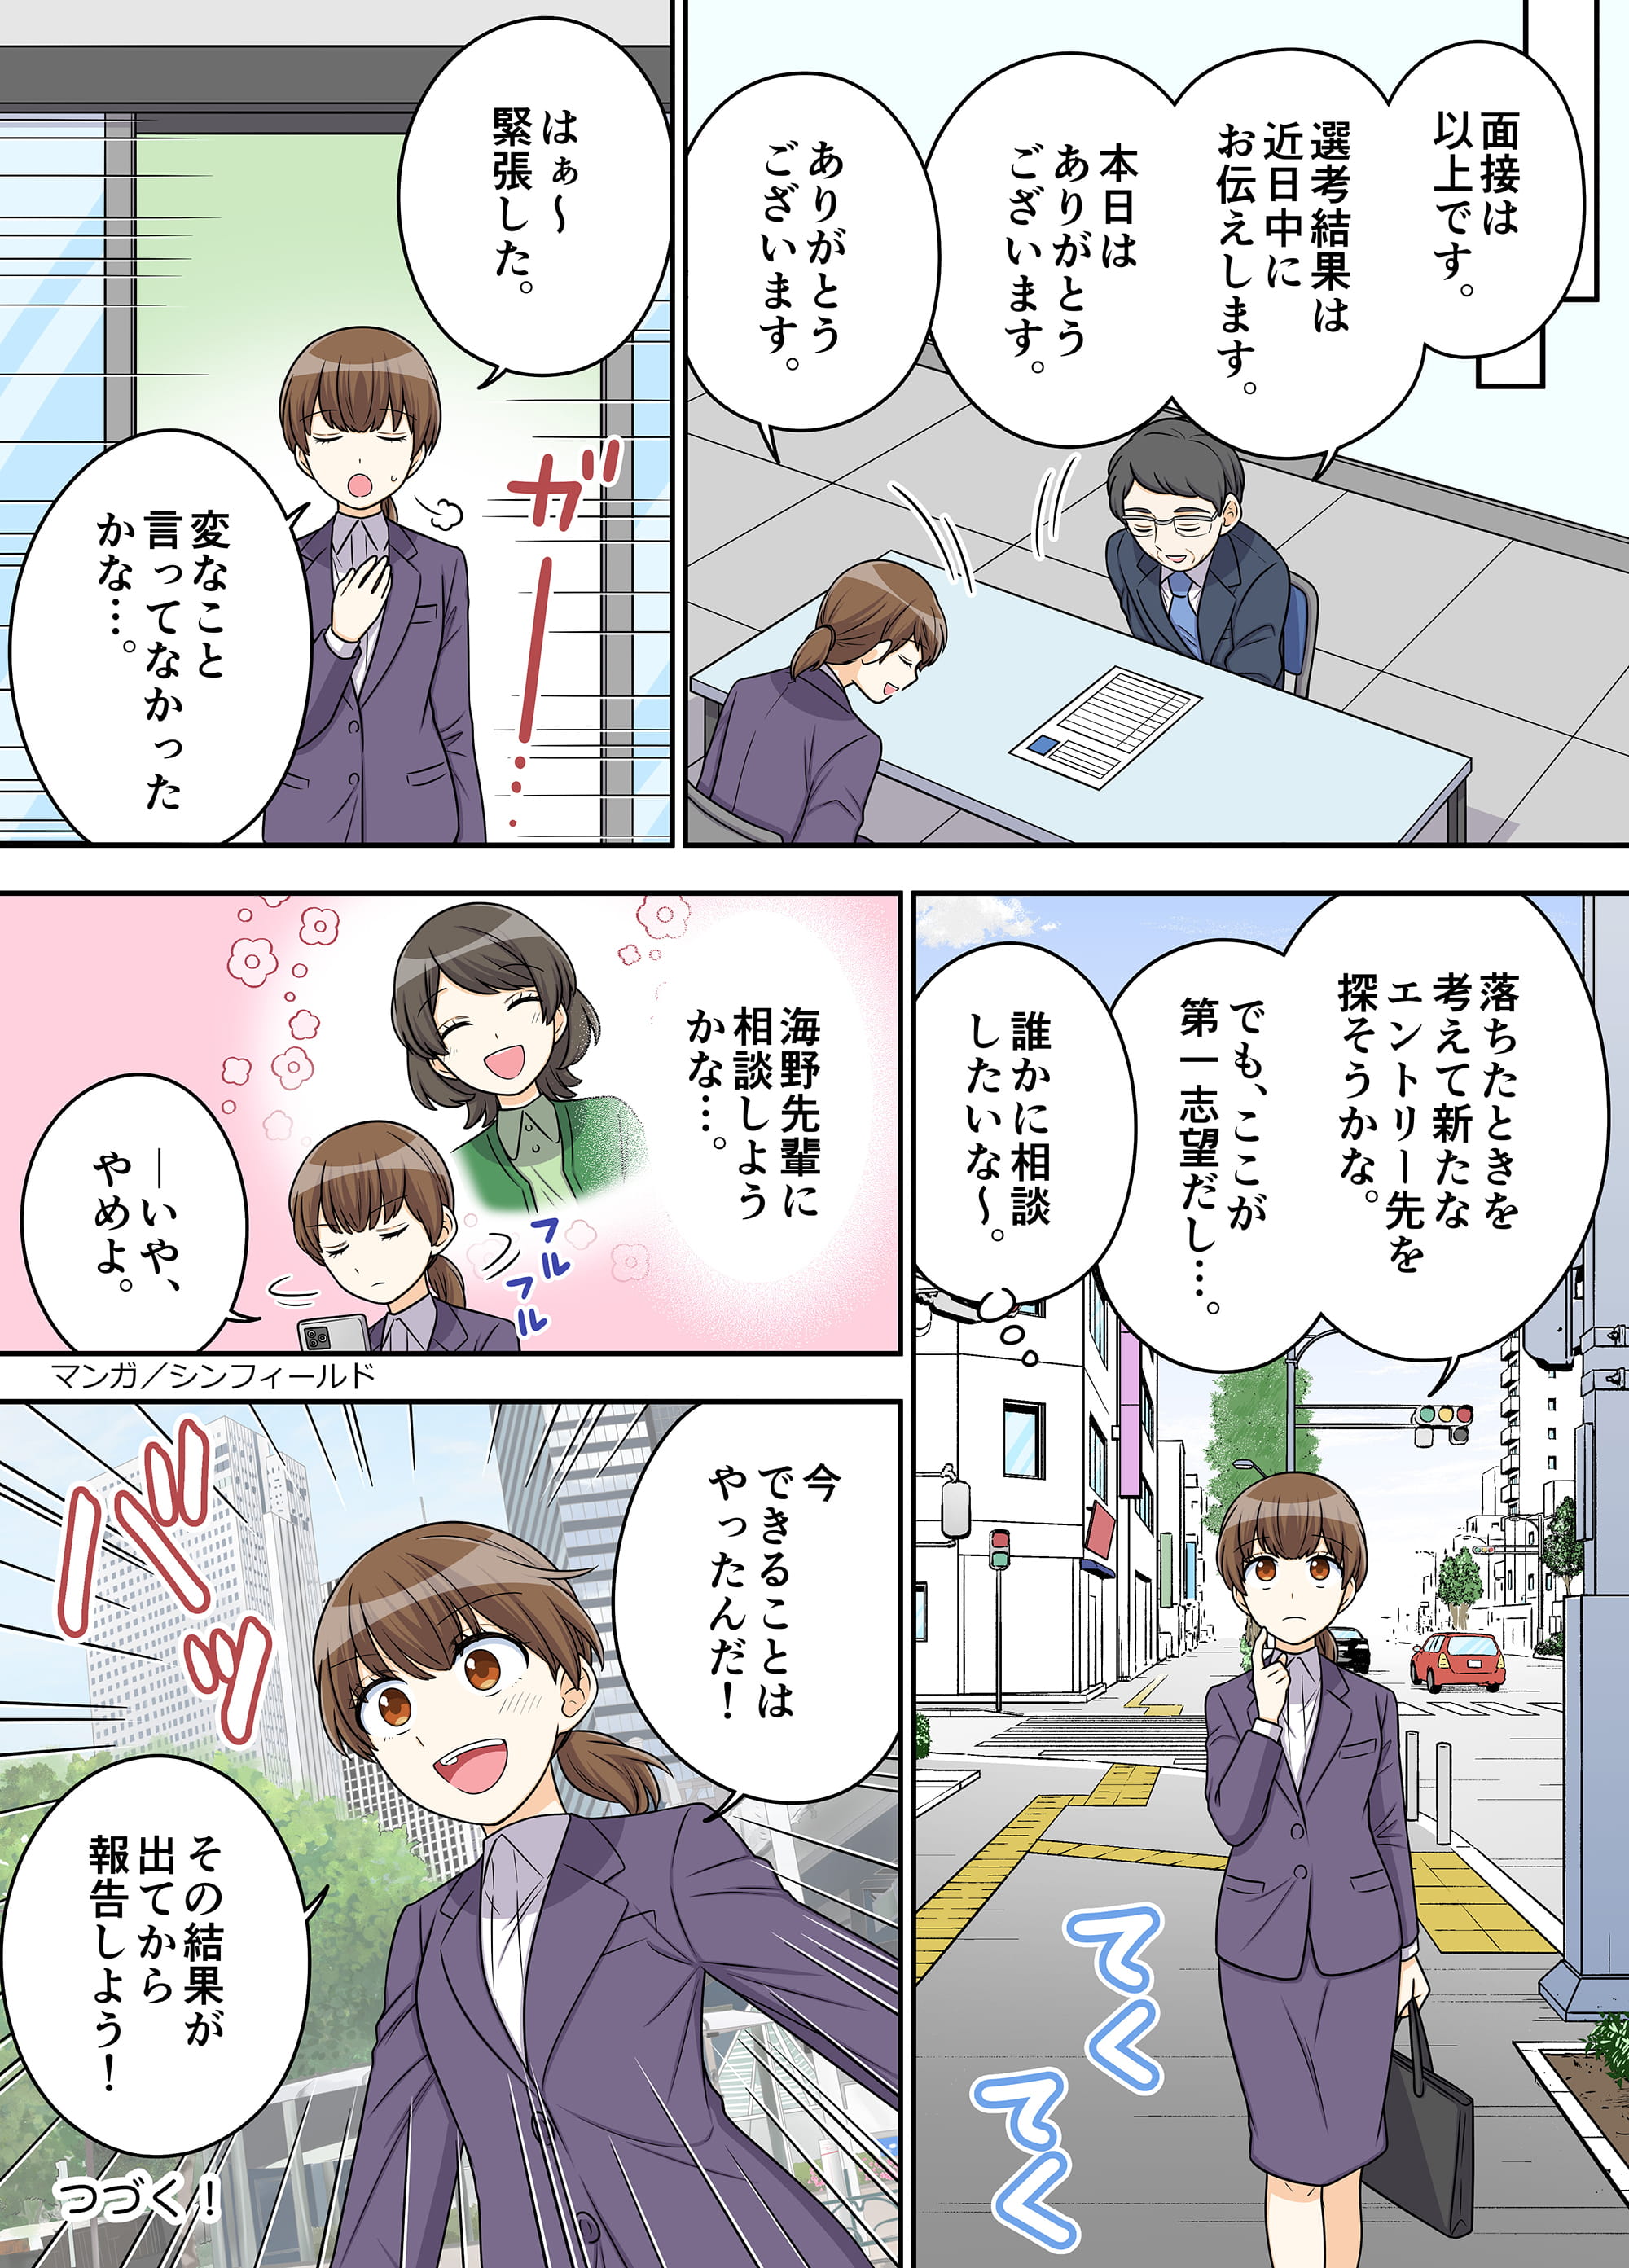 面接は
以上です。
選考結果は
近日中に
お伝えします。
本日は
ありがとう
ございます。
ありがとう
ございます。
はぁ〜
緊張した。
ガー…
変なこと
言ってなかった
かな…。
落ちたときを
考えて新たな
エントリー先を
探そうかな。
でも、ここが
第一志望だし…。
誰かに相談
したいな〜。
てく
てく
海野先輩に
相談しよう
かな…。
フル
フル
―いや、
やめよ。
マンガ／シンフィールド
今
できることは
やったんだ！
バッ
その結果が
出てから
報告しよう！
つづく！